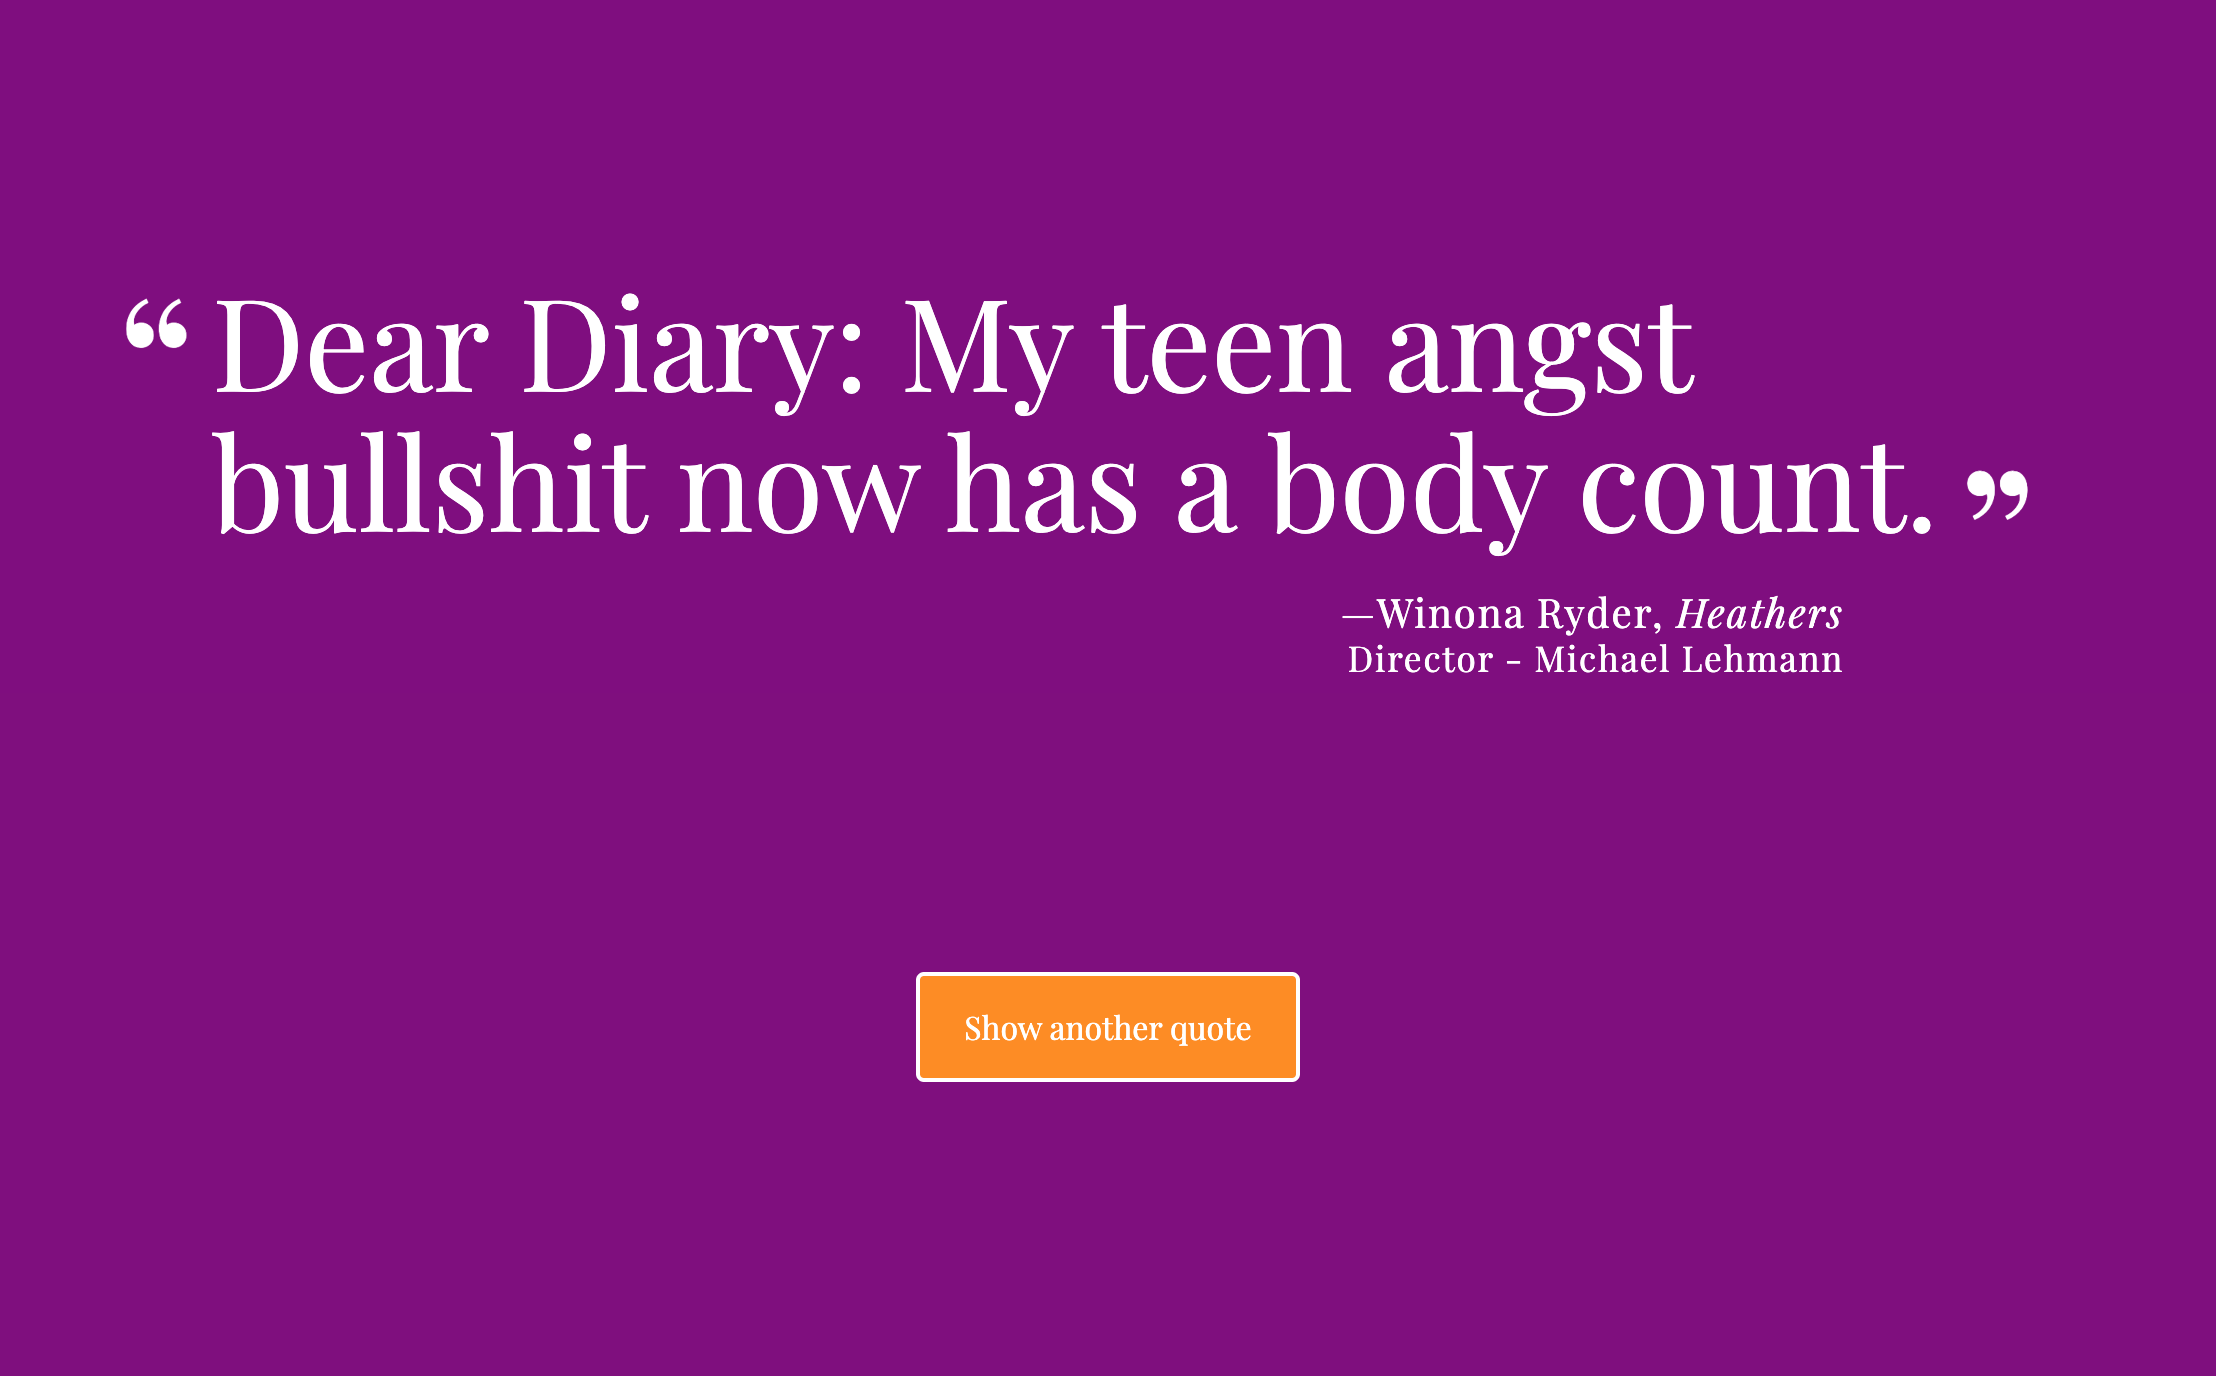 “ Dear Diary: My teen angst
bullshit now has a body count. ”
—Winona Ryder, Heathers
Director - Michael Lehmann
Show another quote